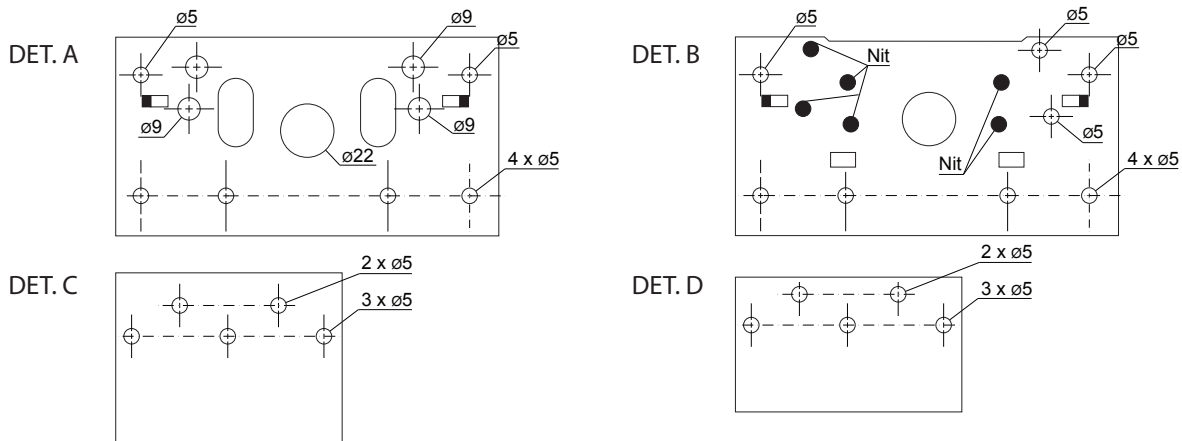 DET. A
ø5
ø9
ø5
ø9
ø9
ø22
4 x ø5
DET. B
ø5
Nit
ø5
ø5
ø5
Nit
4 x ø5
DET. C
2 x ø5
3 x ø5
DET. D
2 x ø5
3 x ø5